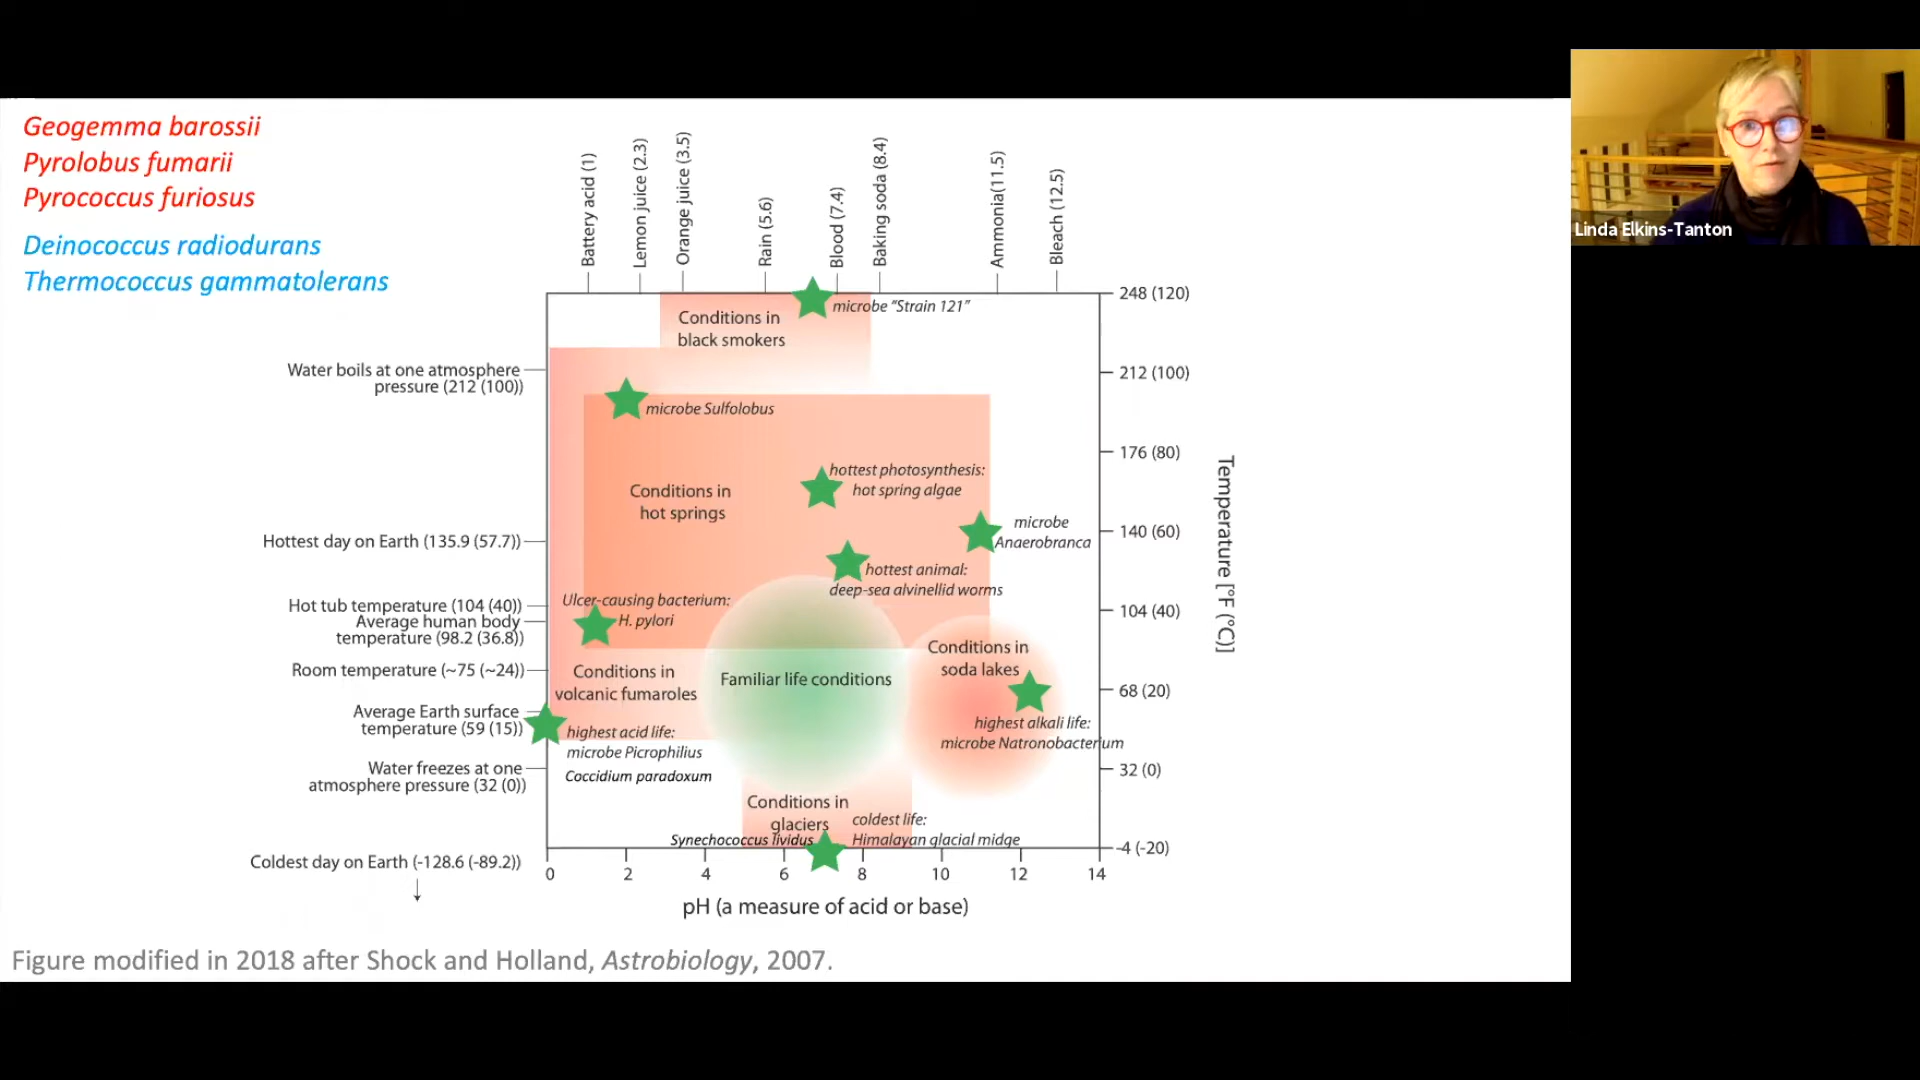 Geogemma barossii
Pyrolobus fumarii
Pyrococcus furiosus
Deinococcus radiodurans
Thermococcus gammatolerans
Linda Elkins-Tanton
Battery acid (1)
Lemon juice (2.3)
Orange juice (3.5)
Rain (5.6)
Blood (7.4)
Baking soda (8.4)
Ammonia(11.5)
Bleach (12.5)
248 (120)
212 (100)
176 (80)
140 (60)
104 (40)
68 (20)
32 (0)
-4 (-20)
Temperature [°F (°C)]
Water boils at one atmosphere
pressure (212 (100))
Hottest day on Earth (135.9 (57.7))
Hot tub temperature (104 (40))
Average human body
temperature (98.2 (36.8))
Room temperature (~75 (~24))
Average Earth surface
temperature (59 (15))
Water freezes at one
atmosphere pressure (32 (0))
Coldest day on Earth (-128.6 (-89.2))
Conditions in
black smokers
microbe “Strain 121”
microbe Sulfolobus
hottest photosynthesis:
hot spring algae
Conditions in
hot springs
microbe
Anaerobranca
hottest animal:
deep-sea alvinellid worms
Ulcer-causing bacterium:
H. pylori
Conditions in
volcanic fumaroles
Familiar life conditions
Conditions in
soda lakes
highest acid life:
microbe Picrophilius
Coccidium paradoxum
highest alkali life:
microbe Natronobacterium
Conditions in
glaciers
Synechococcus lividus
coldest life:
Himalayan glacial midge
0 2 4 6 8 10 12 14
pH (a measure of acid or base)
Figure modified in 2018 after Shock and Holland, Astrobiology, 2007.